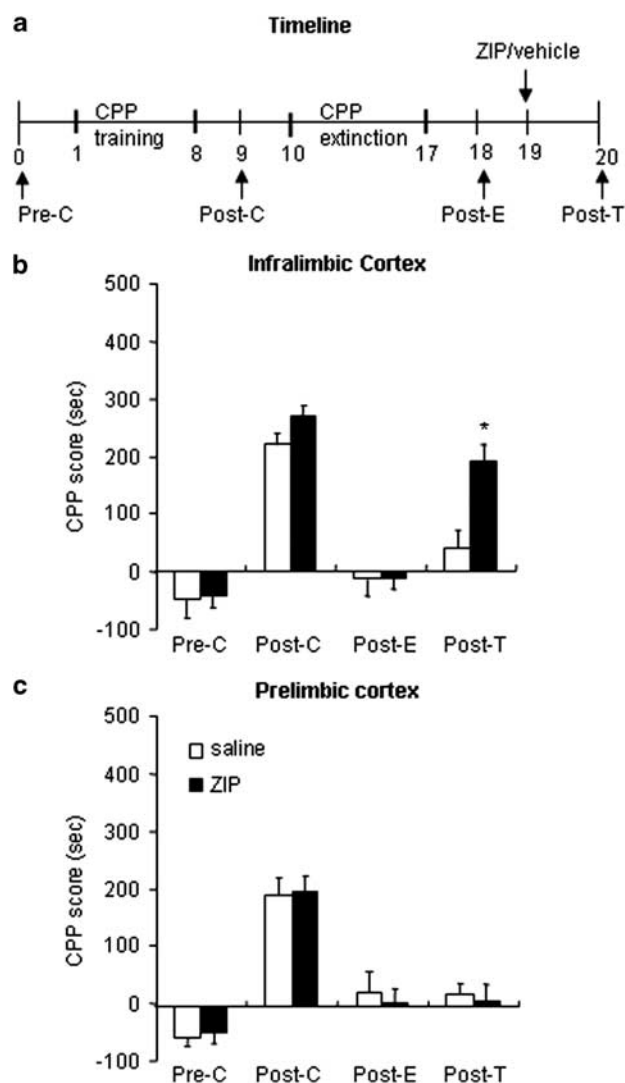 a
Timeline
ZIP/vehicle
CPP CPP
training extinction
0 1 8 9 10 17 18 19 20
Pre-C Post-C Post-E Post-T
b
Infralimbic Cortex
CPP score (sec)
500
400
300
200
100
0
-100
*
Pre-C Post-C Post-E Post-T
c
Prelimbic cortex
CPP score (sec)
500
400
300
200
100
0
-100
saline
ZIP
Pre-C Post-C Post-E Post-T